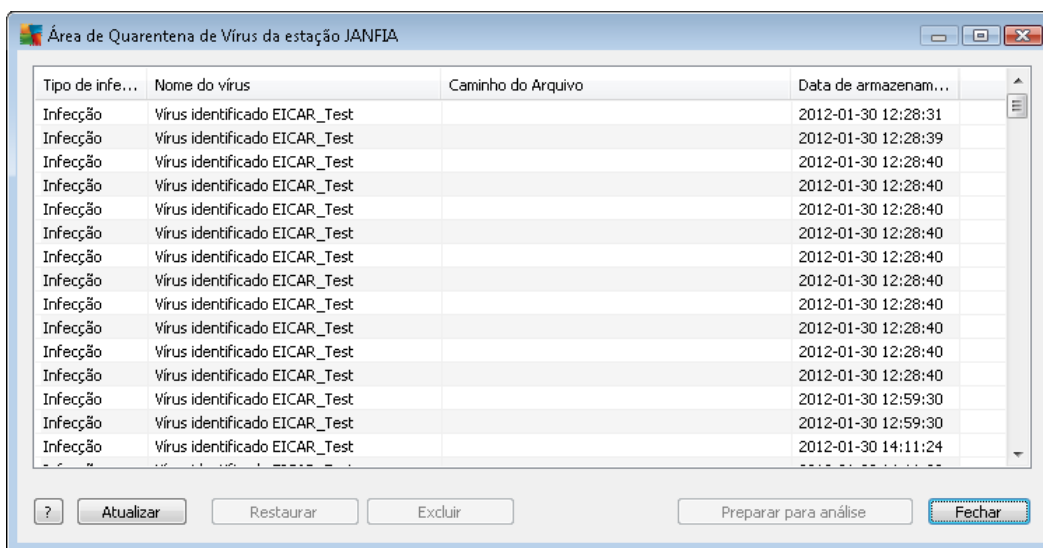 Área de Quarentena de Vírus da estação JANFIA
Tipo de infe... Nome do vírus Caminho do Arquivo Data de armazenam...
Infecção Vírus identificado EICAR_Test 2012-01-30 12:28:31
Infecção Vírus identificado EICAR_Test 2012-01-30 12:28:39
Infecção Vírus identificado EICAR_Test 2012-01-30 12:28:40
Infecção Vírus identificado EICAR_Test 2012-01-30 12:28:40
Infecção Vírus identificado EICAR_Test 2012-01-30 12:28:40
Infecção Vírus identificado EICAR_Test 2012-01-30 12:28:40
Infecção Vírus identificado EICAR_Test 2012-01-30 12:28:40
Infecção Vírus identificado EICAR_Test 2012-01-30 12:28:40
Infecção Vírus identificado EICAR_Test 2012-01-30 12:28:40
Infecção Vírus identificado EICAR_Test 2012-01-30 12:28:40
Infecção Vírus identificado EICAR_Test 2012-01-30 12:28:40
Infecção Vírus identificado EICAR_Test 2012-01-30 12:28:40
Infecção Vírus identificado EICAR_Test 2012-01-30 12:59:30
Infecção Vírus identificado EICAR_Test 2012-01-30 12:59:30
Infecção Vírus identificado EICAR_Test 2012-01-30 14:11:24
? Atualizar Restaurar Excluir Preparar para análise Fechar